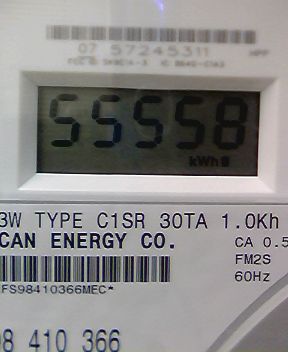 07 57245311
55558
kWh
3W TYPE C1SR 30TA 1.0Kh
CAN ENERGY CO.
CA 0.5
FM2S
60Hz
FS98410366MEC*
98 410 366